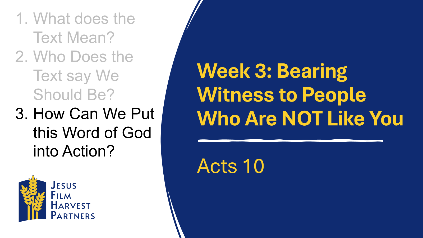 1. What does the
Text Mean?
2. Who Does the
Text say We
Should Be?
3. How Can We Put
this Word of God
into Action?
JESUS
FILM
HARVEST
PARTNERS
Week 3: Bearing
Witness to People
Who Are NOT Like You
Acts 10